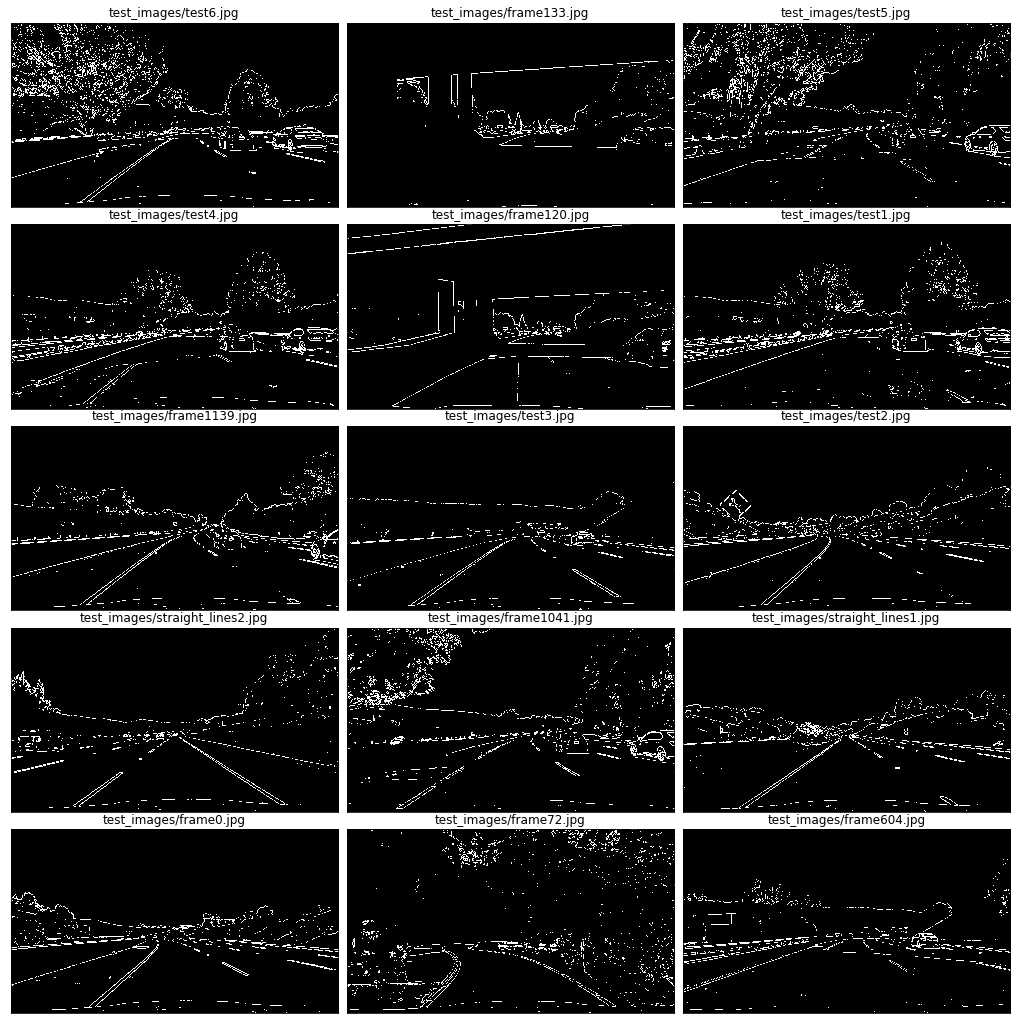 test_images/test6.jpg
test_images/frame133.jpg
test_images/test5.jpg
test_images/test4.jpg
test_images/frame120.jpg
test_images/test1.jpg
test_images/frame1139.jpg
test_images/test3.jpg
test_images/test2.jpg
test_images/straight_lines2.jpg
test_images/frame1041.jpg
test_images/straight_lines1.jpg
test_images/frame0.jpg
test_images/frame72.jpg
test_images/frame604.jpg